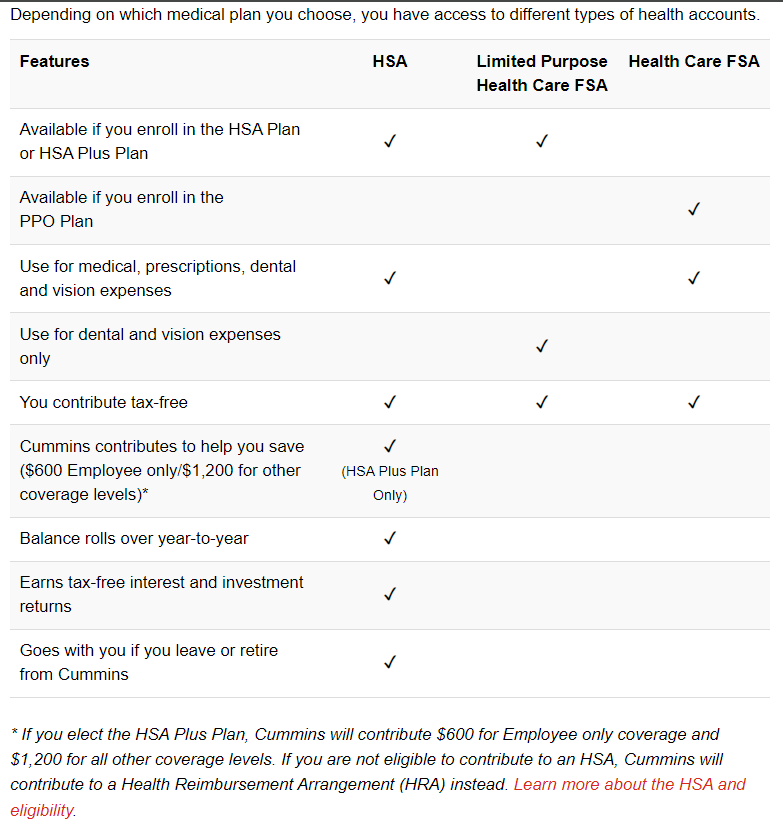 Depending on which medical plan you choose, you have access to different types of health accounts.
Features HSA Limited Purpose Health Care FSA
Health Care FSA
Available if you enroll in the HSA Plan
or HSA Plus Plan
✓ ✓
Available if you enroll in the
PPO Plan
✓
Use for medical, prescriptions, dental
and vision expenses
✓ ✓
Use for dental and vision expenses
only
✓
You contribute tax-free ✓ ✓ ✓
Cummins contributes to help you save
($600 Employee only/$1,200 for other
coverage levels)*
✓
(HSA Plus Plan
Only)
Balance rolls over year-to-year ✓
Earns tax-free interest and investment
returns
✓
Goes with you if you leave or retire
from Cummins
✓
* If you elect the HSA Plus Plan, Cummins will contribute $600 for Employee only coverage and
$1,200 for all other coverage levels. If you are not eligible to contribute to an HSA, Cummins will
contribute to a Health Reimbursement Arrangement (HRA) instead. Learn more about the HSA and
eligibility.